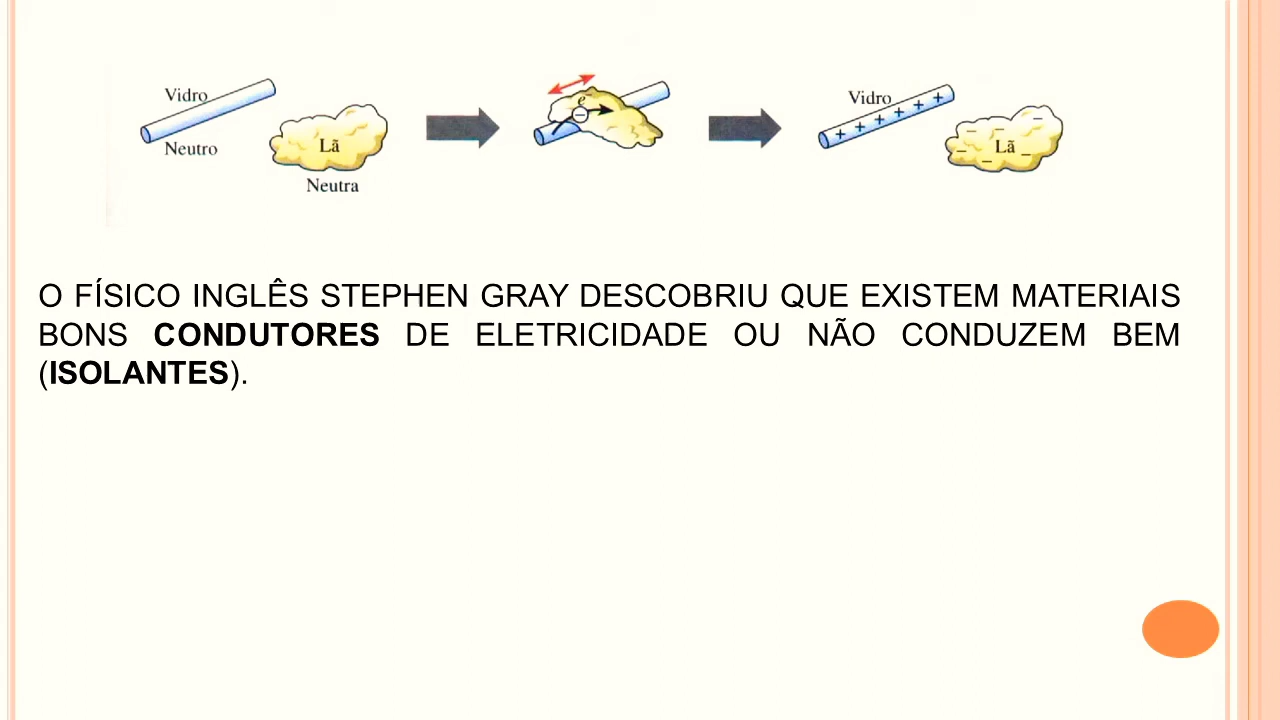 Vidro
Neutro
Lã
Neutra
e
−
Vidro
+ + + + + +
− − − − − −
Lã
O FÍSICO INGLÊS STEPHEN GRAY DESCOBRIU QUE EXISTEM MATERIAIS
BONS CONDUTORES DE ELETRICIDADE OU NÃO CONDUZEM BEM
(ISOLANTES).